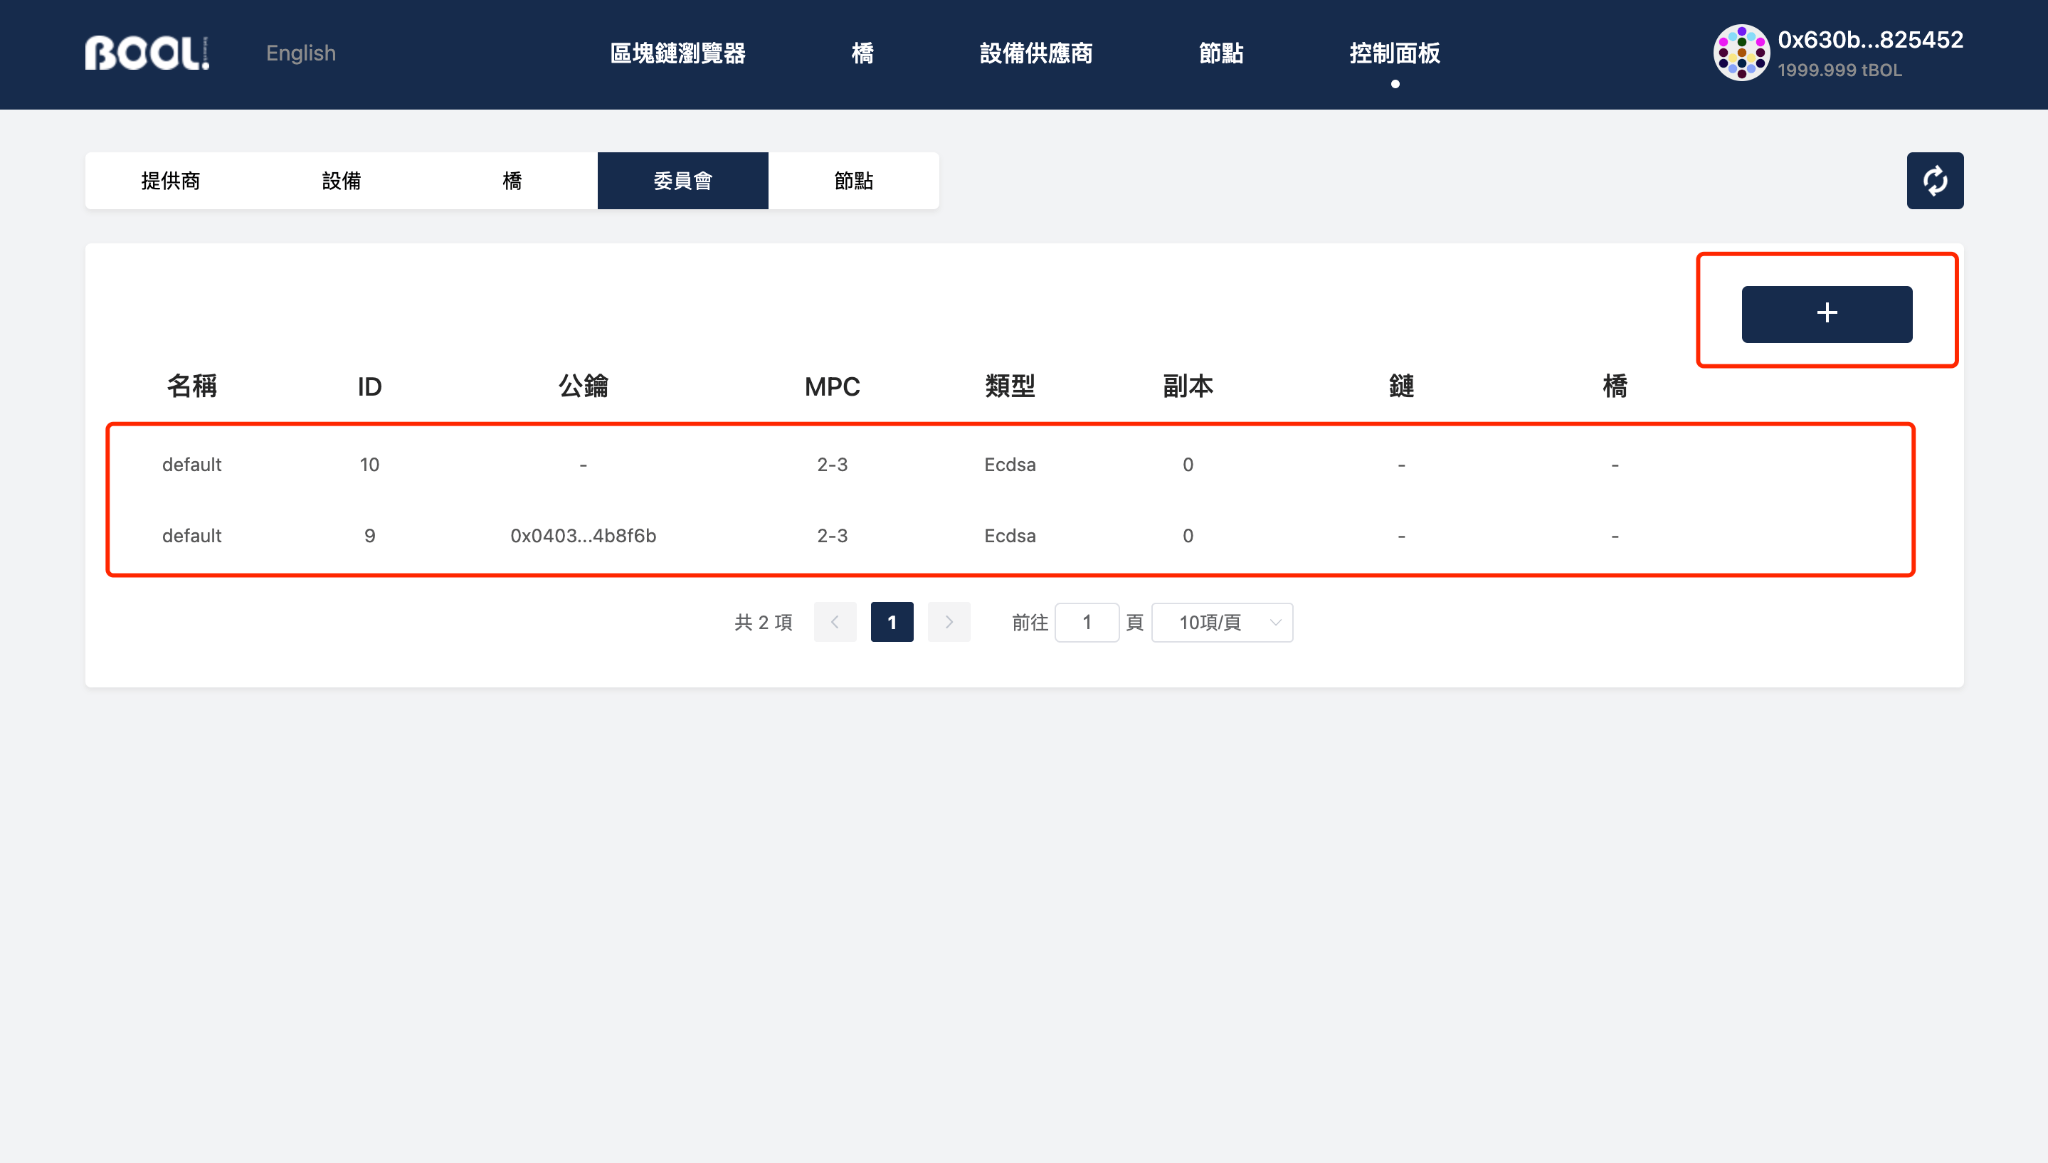 BOOL!
English
區塊鏈瀏覽器
橋
設備供應商
節點
控制面板
0x630b...825452
1999.999 tBOL
提供商
設備
橋
委員會
節點
+
名稱 ID 公鑰 MPC 類型 副本 鏈 橋
default 10 - 2-3 Ecdsa 0 - -
default 9 0x0403...4b8f6b 2-3 Ecdsa 0 - -
共 2 項 1 前往 1 頁 10項/頁